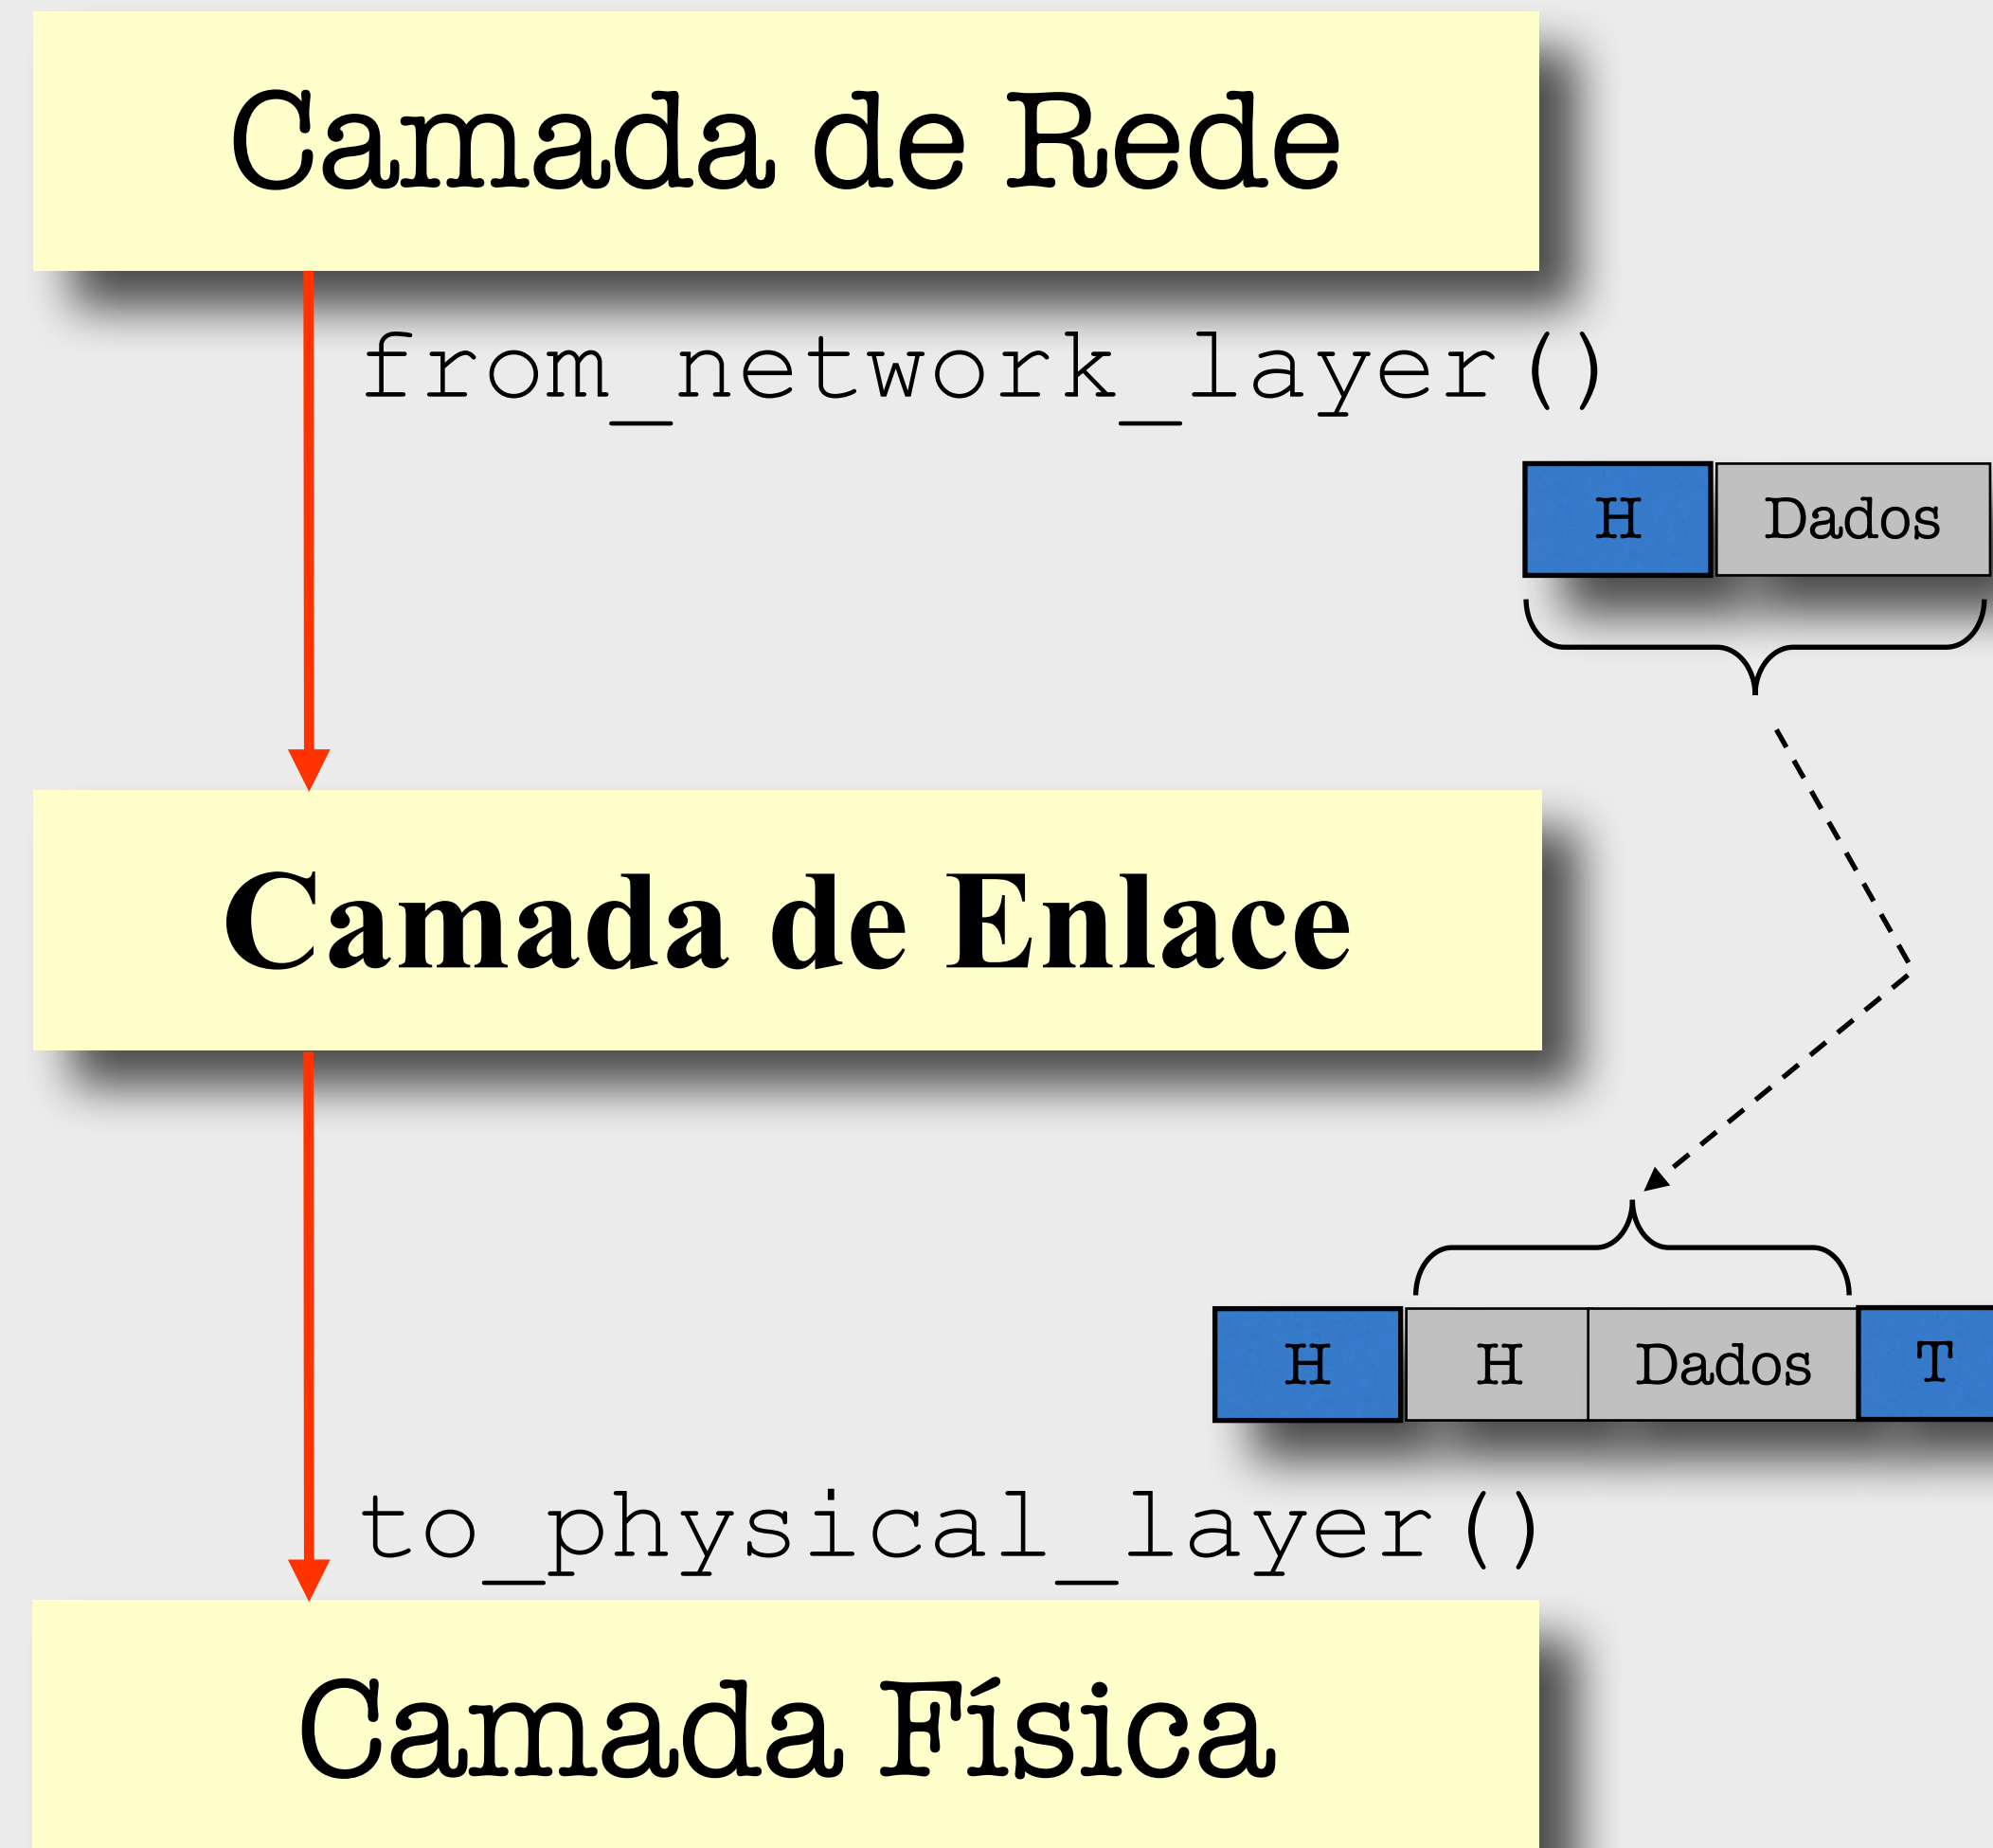 Camada de Rede
from_network_layer()
H Dados
Camada de Enlace
H H Dados T
to_physical_layer()
Camada Física